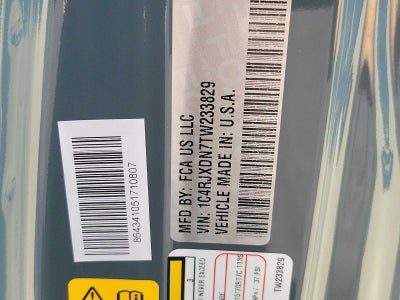 MFD BY: FCA US LLC
VIN: 1C4RJXDN7TW233829
VEHICLE MADE IN: U.S.A.
864341051710807
TW233829